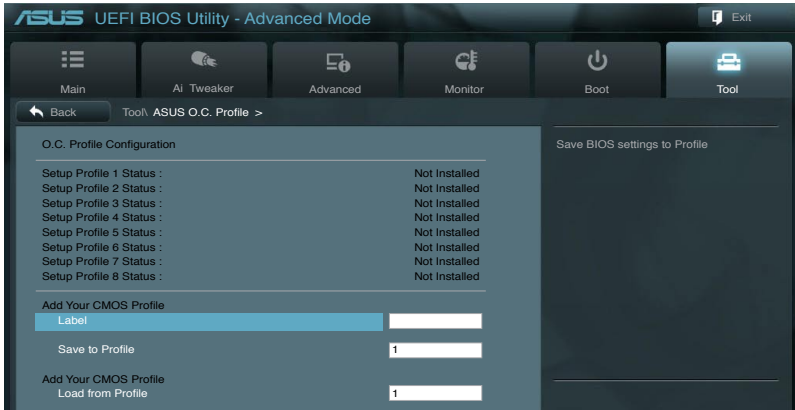 ASUS UEFI BIOS Utility - Advanced Mode
Exit
Main
Ai Tweaker
Advanced
Monitor
Boot
Tool
Back
Tool\ ASUS O.C. Profile >
O.C. Profile Configuration
Save BIOS settings to Profile
Setup Profile 1 Status : Not Installed
Setup Profile 2 Status : Not Installed
Setup Profile 3 Status : Not Installed
Setup Profile 4 Status : Not Installed
Setup Profile 5 Status : Not Installed
Setup Profile 6 Status : Not Installed
Setup Profile 7 Status : Not Installed
Setup Profile 8 Status : Not Installed
Add Your CMOS Profile
Label
Save to Profile 1
Add Your CMOS Profile
Load from Profile 1